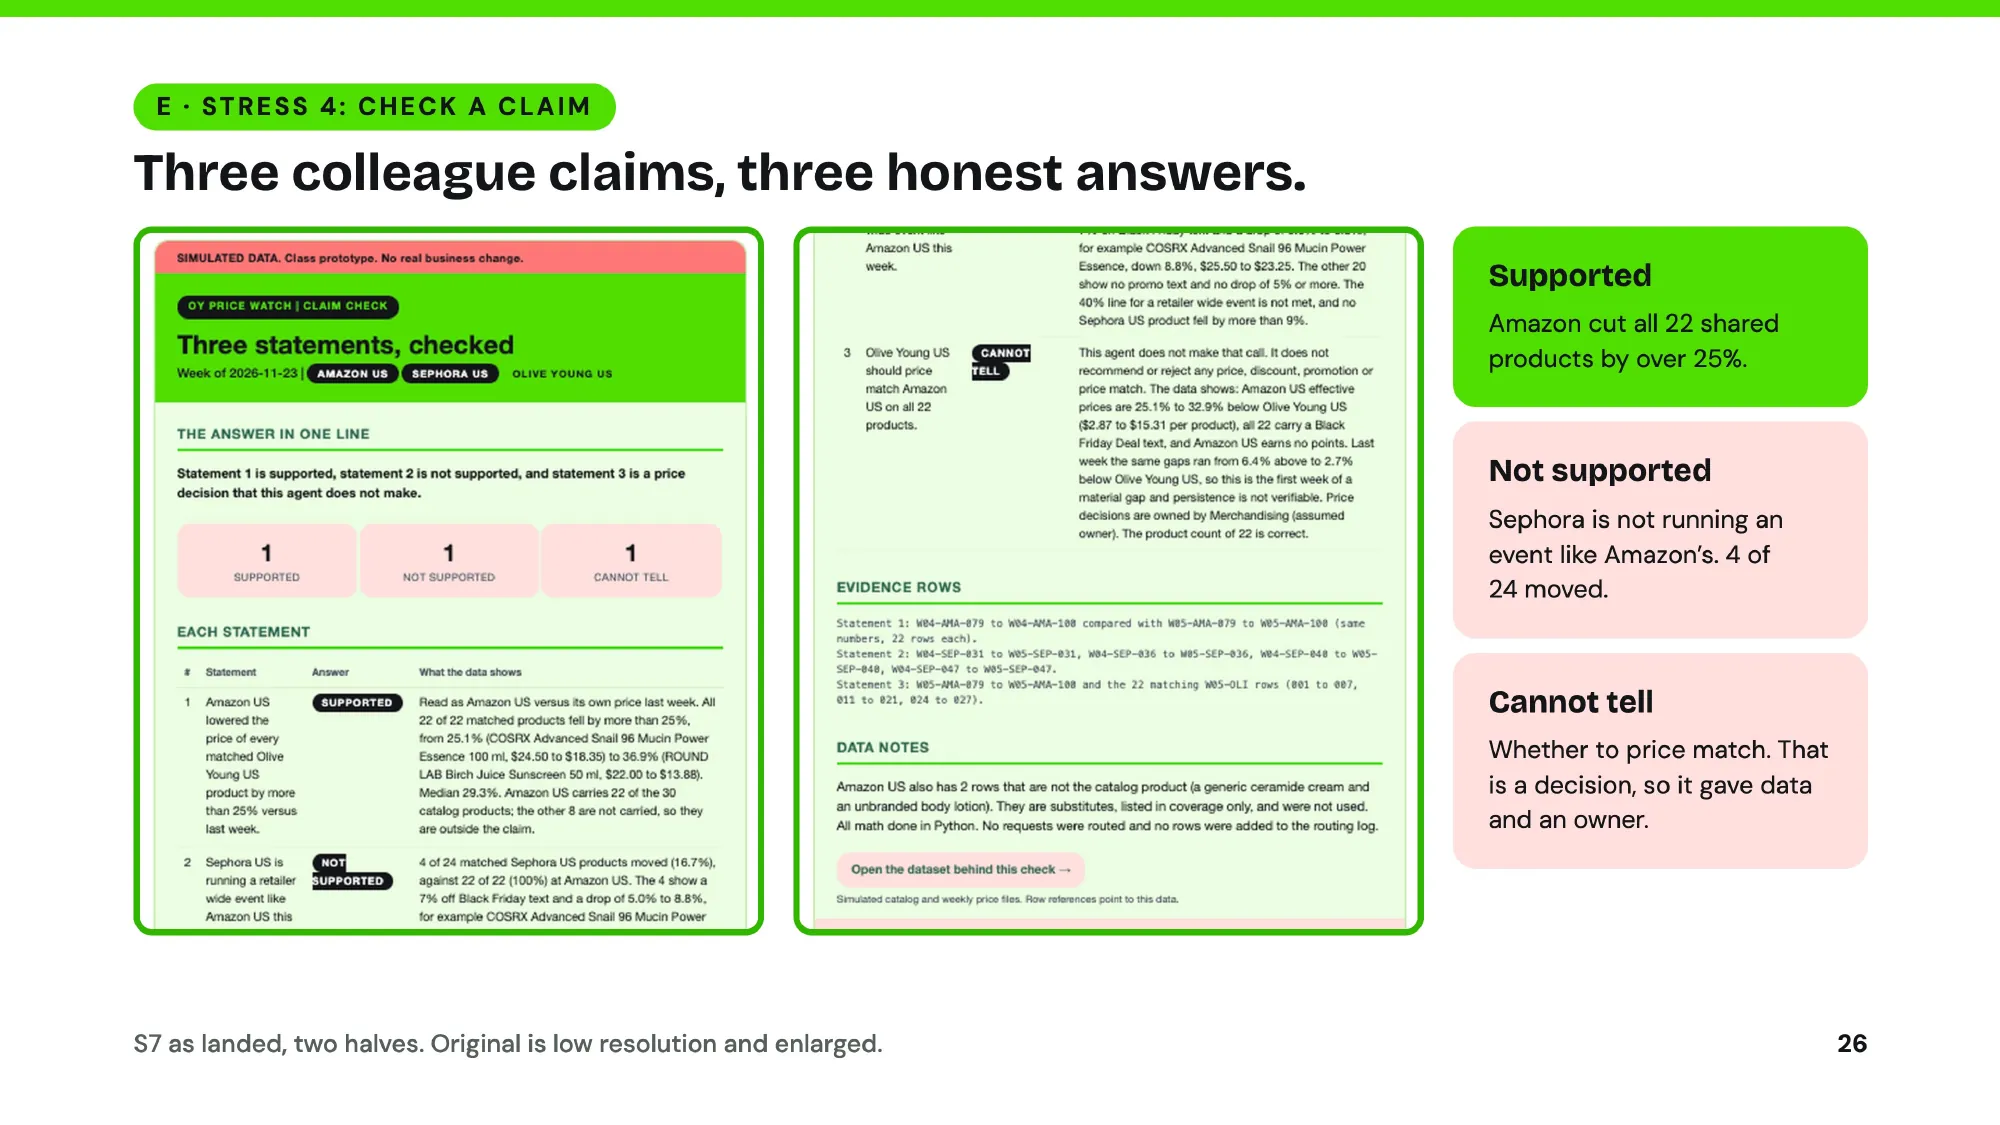 E · STRESS 4: CHECK A CLAIM
Three colleague claims, three honest answers.
SIMULATED DATA. Class prototype. No real business change.
OY PRICE WATCH | CLAIM CHECK
Three statements, checked
Week of 2026-11-23 | AMAZON US SEPHORA US OLIVE YOUNG US
THE ANSWER IN ONE LINE
Statement 1 is supported, statement 2 is not supported, and statement 3 is a price
decision that this agent does not make.
1
SUPPORTED
1
NOT SUPPORTED
1
CANNOT TELL
EACH STATEMENT
# Statement Answer What the data shows
1
Amazon US
lowered the
price of every
matched Olive
Young US
product by more
than 25% versus
last week.
SUPPORTED
Read as Amazon US versus its own price last week. All
22 of 22 matched products fell by more than 25%,
from 25.1% (COSRX Advanced Snail 96 Mucin Power
Essence 100 ml, $24.50 to $18.35) to 36.9% (ROUND
LAB Birch Juice Sunscreen 50 ml, $22.00 to $13.88).
Median 29.3%. Amazon US carries 22 of the 30
catalog products; the other 8 are not carried, so they
are outside the claim.
2
Sephora US is
running a retailer
wide event like
Amazon US this
NOT
SUPPORTED
4 of 24 matched Sephora US products moved (16.7%),
against 22 of 22 (100%) at Amazon US. The 4 show a
7% off Black Friday text and a drop of 5.0% to 8.8%,
for example COSRX Advanced Snail 96 Mucin Power
Amazon US this
week.
for example COSRX Advanced Snail 96 Mucin Power
Essence, down 8.8%, $25.50 to $23.25. The other 20
show no promo text and no drop of 5% or more. The
40% line for a retailer wide event is not met, and no
Sephora US product fell by more than 9%.
3
Olive Young US
should price
match Amazon
US on all 22
products.
CANNOT
TELL
This agent does not make that call. It does not
recommend or reject any price, discount, promotion or
price match. The data shows: Amazon US effective
prices are 25.1% to 32.9% below Olive Young US
($2.87 to $15.31 per product), all 22 carry a Black
Friday Deal text, and Amazon US earns no points. Last
week the same gaps ran from 6.4% above to 2.7%
below Olive Young US, so this is the first week of a
material gap and persistence is not verifiable. Price
decisions are owned by Merchandising (assumed
owner). The product count of 22 is correct.
EVIDENCE ROWS
Statement 1: W04-AMA-079 to W04-AMA-100 compared with W05-AMA-079 to W05-AMA-100 (same
numbers, 22 rows each).
Statement 2: W04-SEP-031 to W05-SEP-031, W04-SEP-036 to W05-SEP-036, W04-SEP-040 to W05-
SEP-040, W04-SEP-047 to W05-SEP-047.
Statement 3: W05-AMA-079 to W05-AMA-100 and the 22 matching W05-OLI rows (001 to 007,
011 to 021, 024 to 027).
DATA NOTES
Amazon US also has 2 rows that are not the catalog product (a generic ceramide cream and
an unbranded body lotion). They are substitutes, listed in coverage only, and were not used.
All math done in Python. No requests were routed and no rows were added to the routing log.
Open the dataset behind this check →
Simulated catalog and weekly price files. Row references point to this data.
Supported
Amazon cut all 22 shared
products by over 25%.
Not supported
Sephora is not running an
event like Amazon’s. 4 of
24 moved.
Cannot tell
Whether to price match. That
is a decision, so it gave data
and an owner.
S7 as landed, two halves. Original is low resolution and enlarged.
26